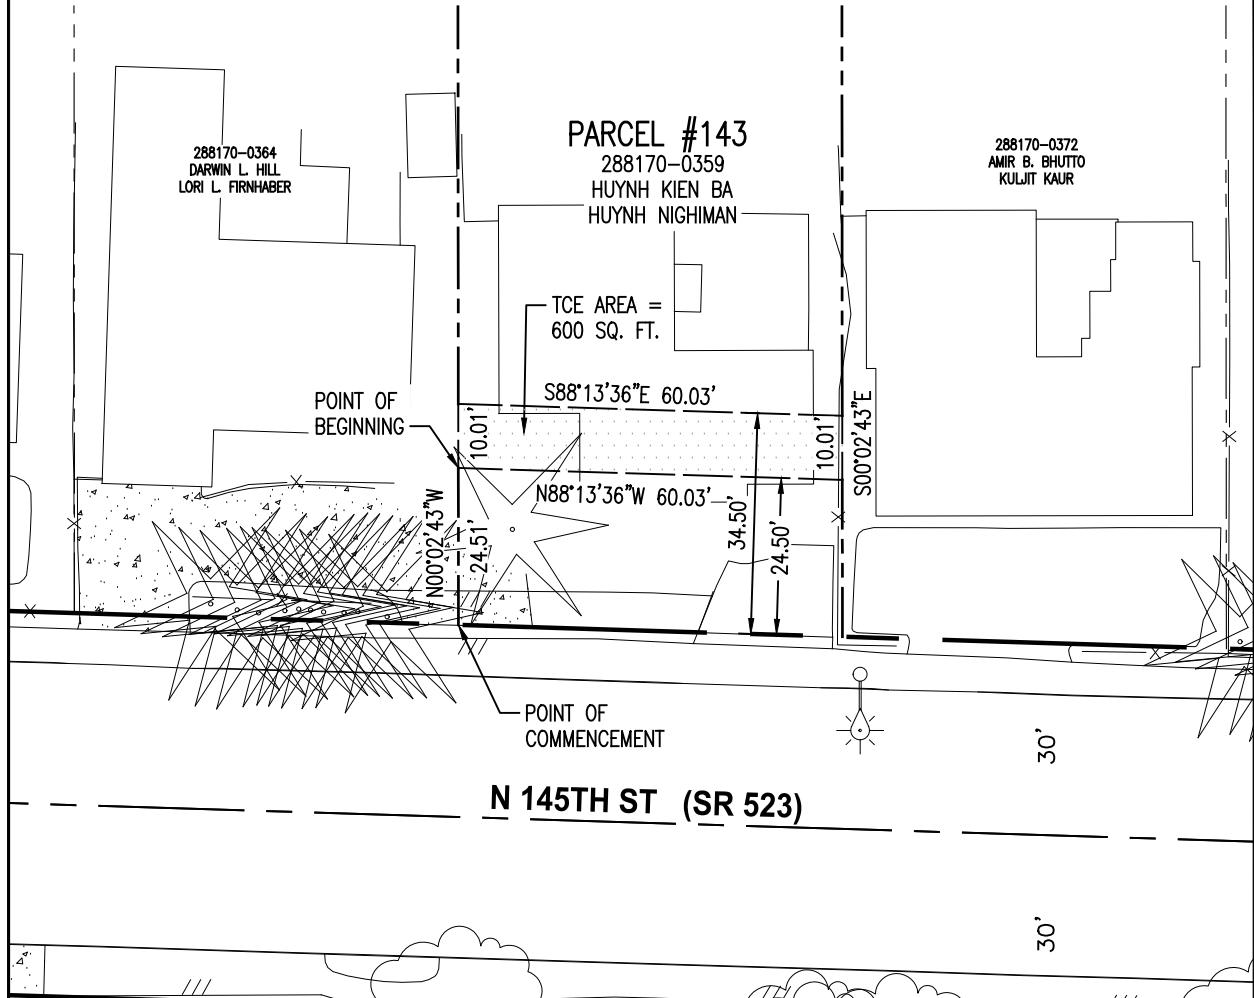 PARCEL #143
288170-0359
HUYNH KIEN BA
HUYNH NIGHIMAN
288170-0364
DARWIN L. HILL
LORI L. FIRNHABER
288170-0372
AMIR B. BHUTTO
KULJIT KAUR
TCE AREA =
600 SQ. FT.
S88°13'36"E 60.03'
POINT OF
BEGINNING
10.01'
10.01'
S00°02'43"E
N88°13'36"W 60.03'
N00°02'43"W
24.51'
34.50'
24.50'
POINT OF
COMMENCEMENT
30'
N 145TH ST (SR 523)
30'